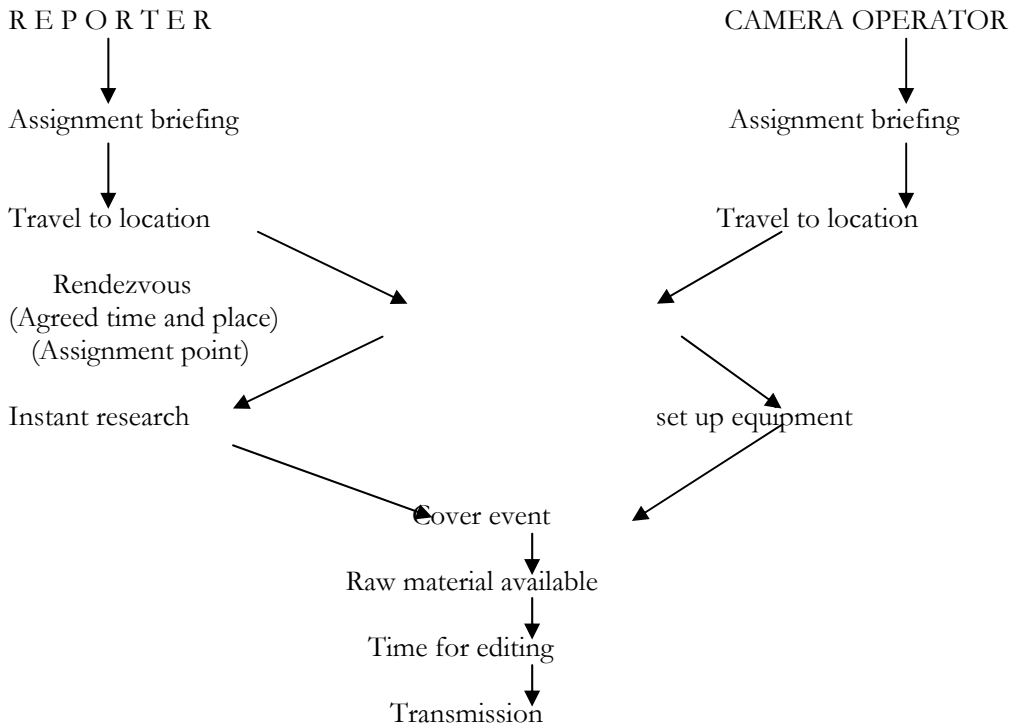 R E P O R T E R CAMERA OPERATOR
Assignment briefing Assignment briefing
Travel to location Travel to location
Rendezvous
(Agreed time and place)
(Assignment point)
Instant research set up equipment
Cover event
Raw material available
Time for editing
Transmission